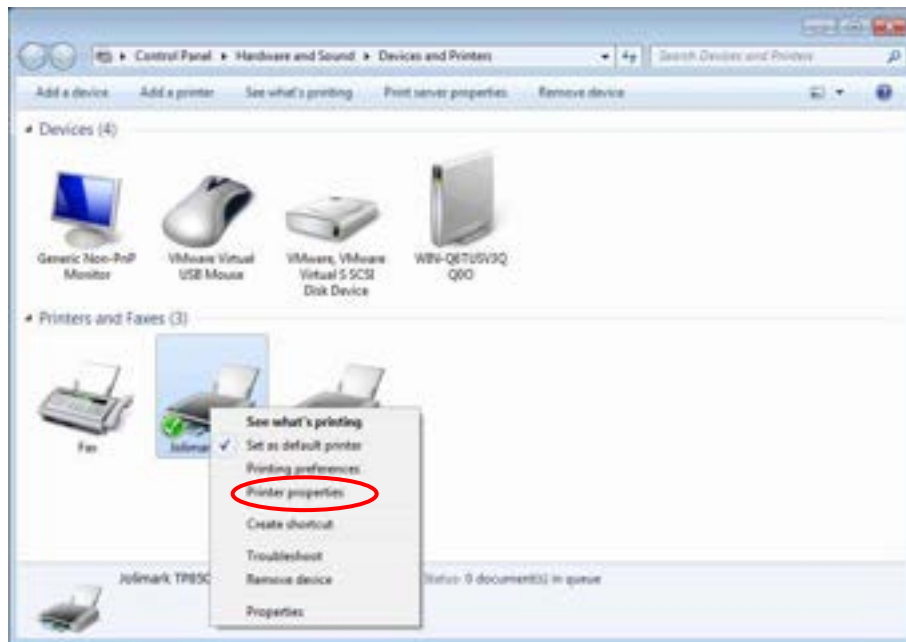 Control Panel ▸ Hardware and Sound ▸ Devices and Printers
Search Devices and Printers
Add a device Add a printer See what's printing Print server properties Remove device
Devices (4)
Generic Non-PnP
Monitor
VMware Virtual
USB Mouse
VMware, VMware
Virtual S SCSI
Disk Device
WIN-Q6TUSV3Q
Printers and Faxes (3)
Fax
See what's printing
Set as default printer
Printing preferences
Printer properties
Create shortcut
Troubleshoot
Remove device
Properties
Jolimark
Status: 0 document(s) in queue